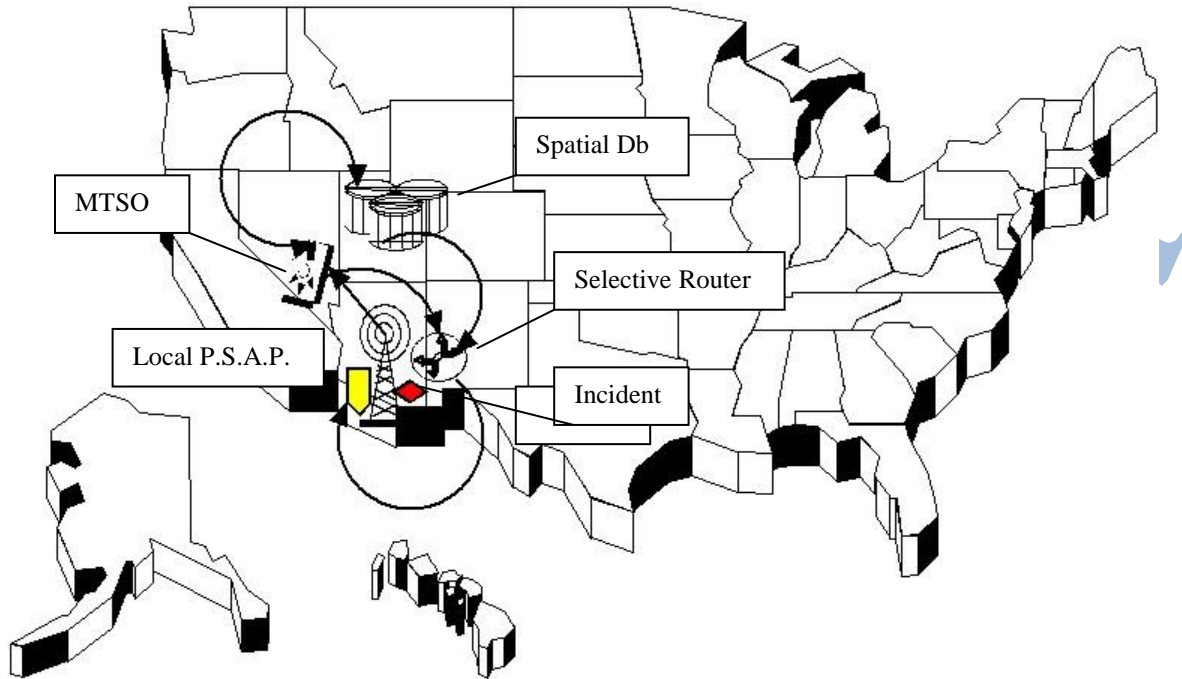 Spatial Db
MTSO
Selective Router
Local P.S.A.P.
Incident